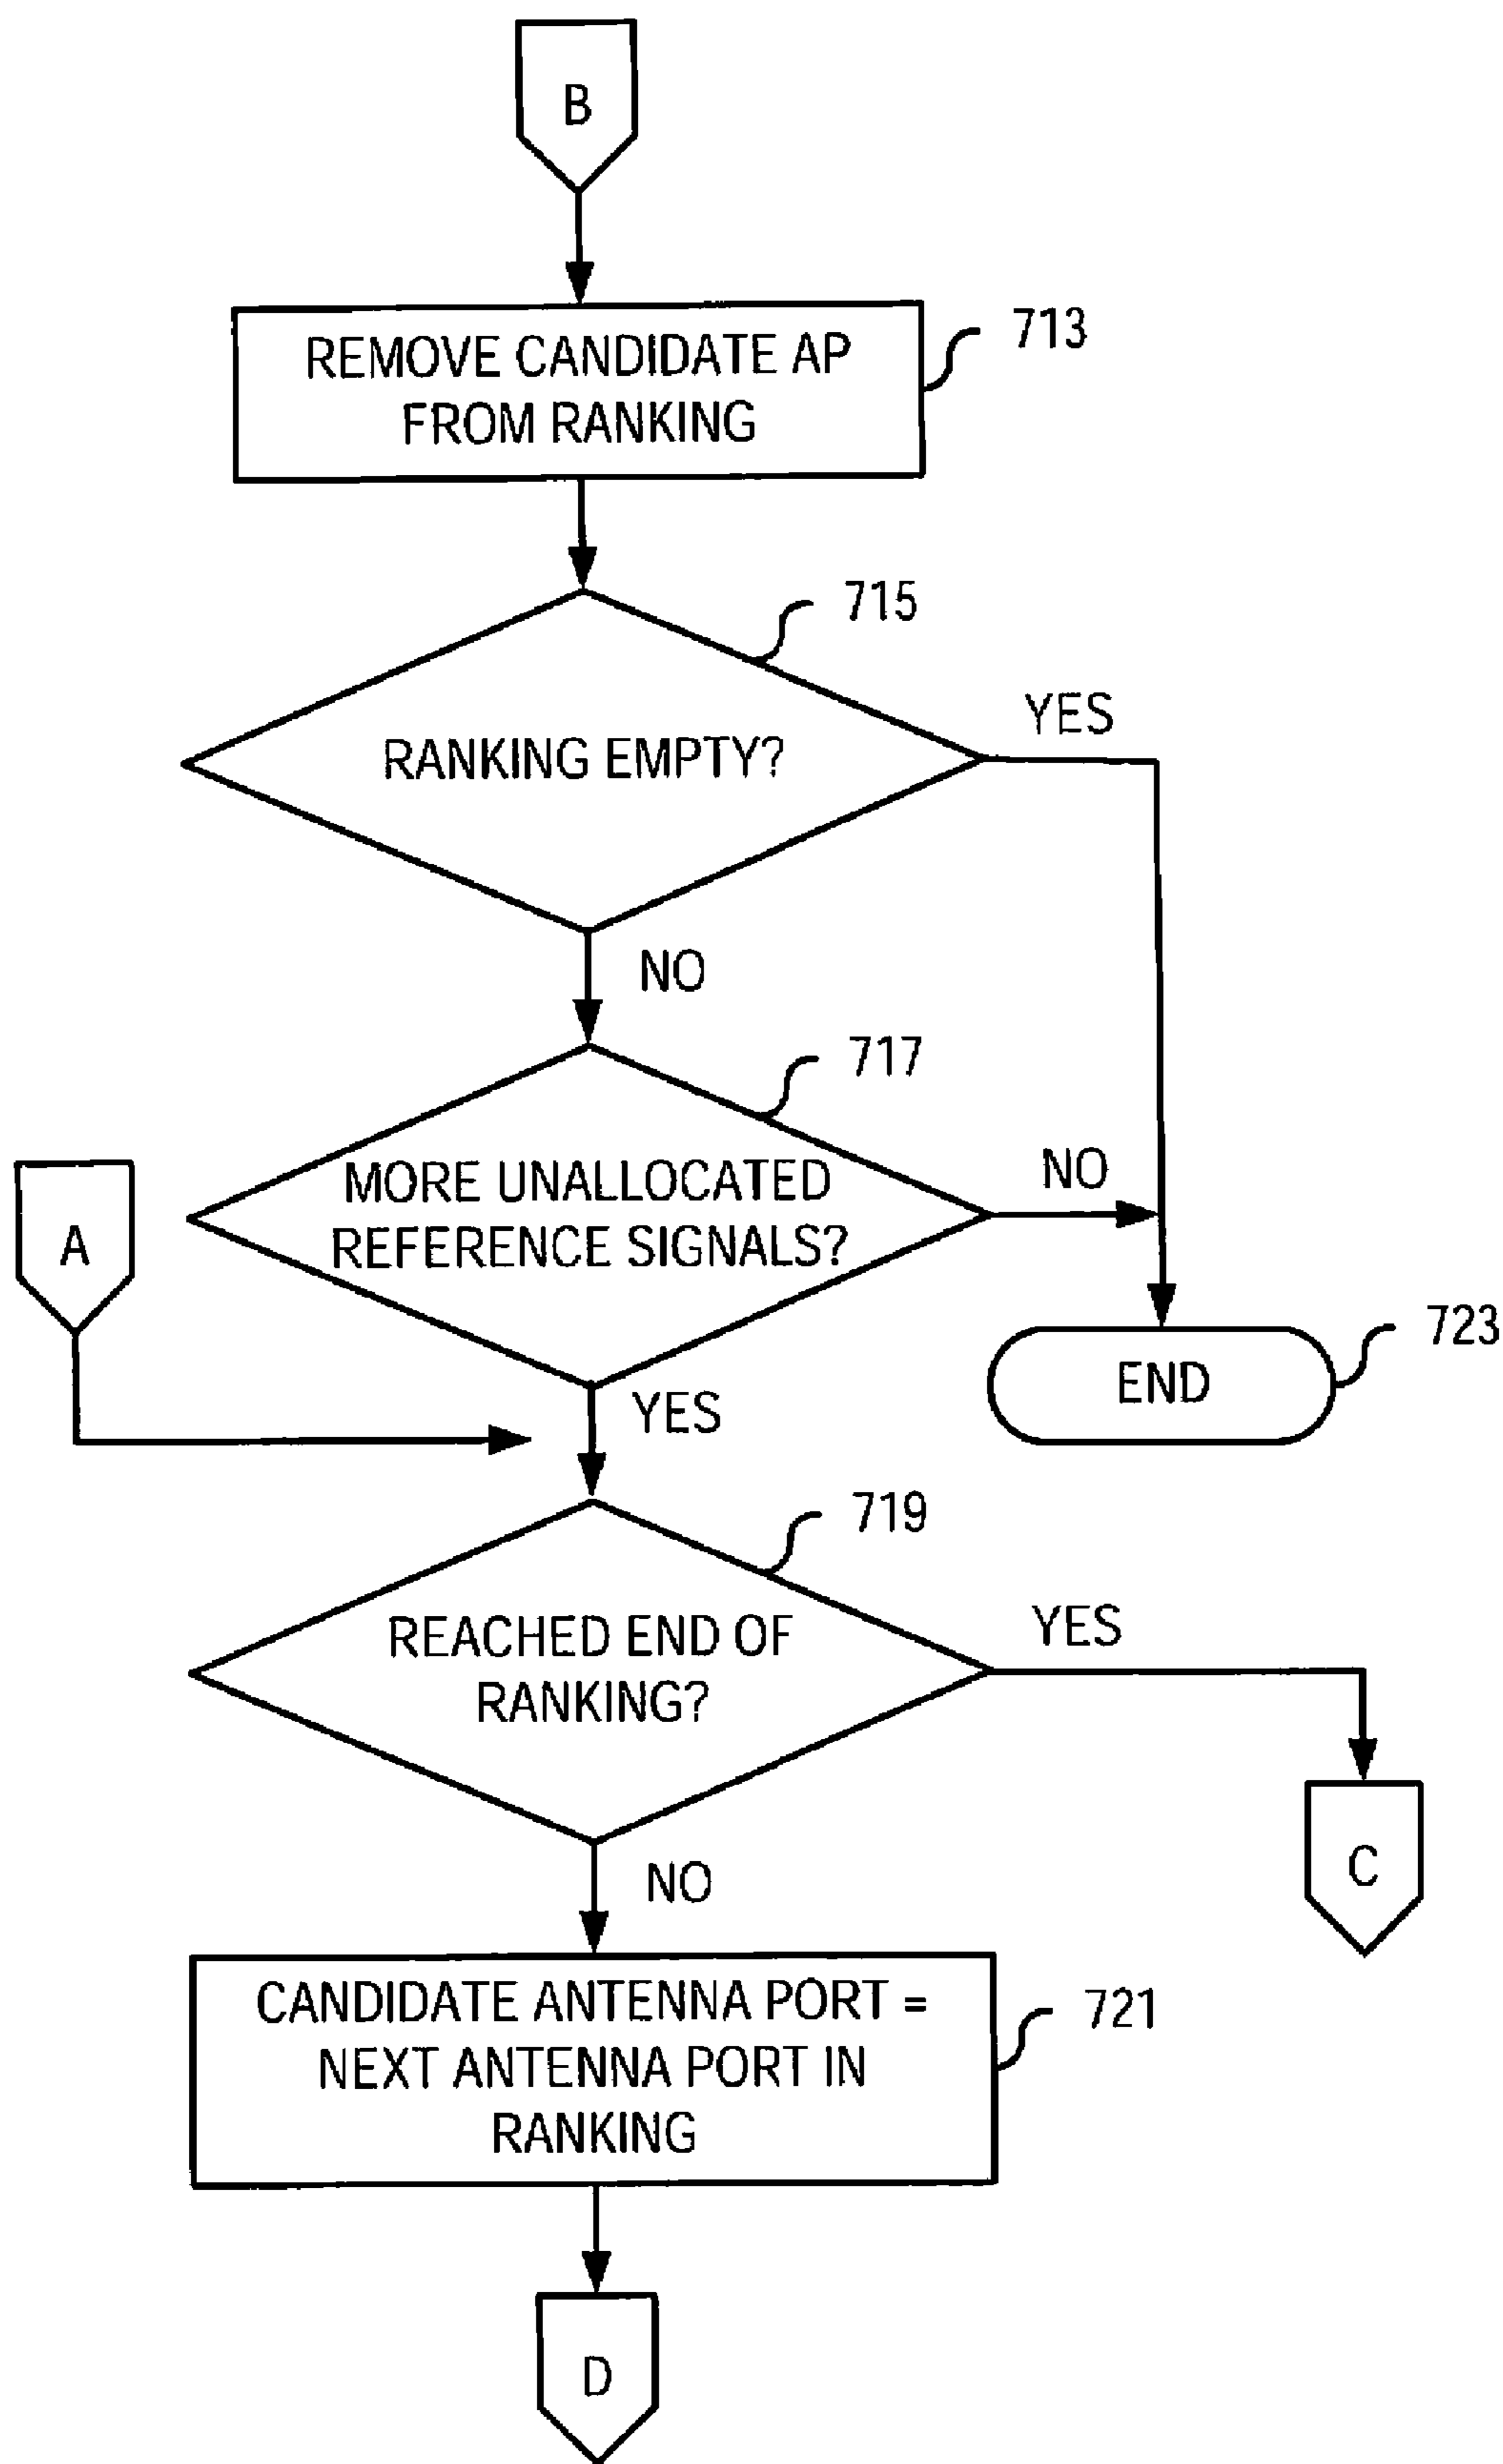 B
REMOVE CANDIDATE AP
FROM RANKING
713
715
RANKING EMPTY?
YES
NO
717
MORE UNALLOCATED
REFERENCE SIGNALS?
NO
A
YES
END
723
719
REACHED END OF
RANKING?
YES
C
NO
CANDIDATE ANTENNA PORT =
NEXT ANTENNA PORT IN
RANKING
721
D